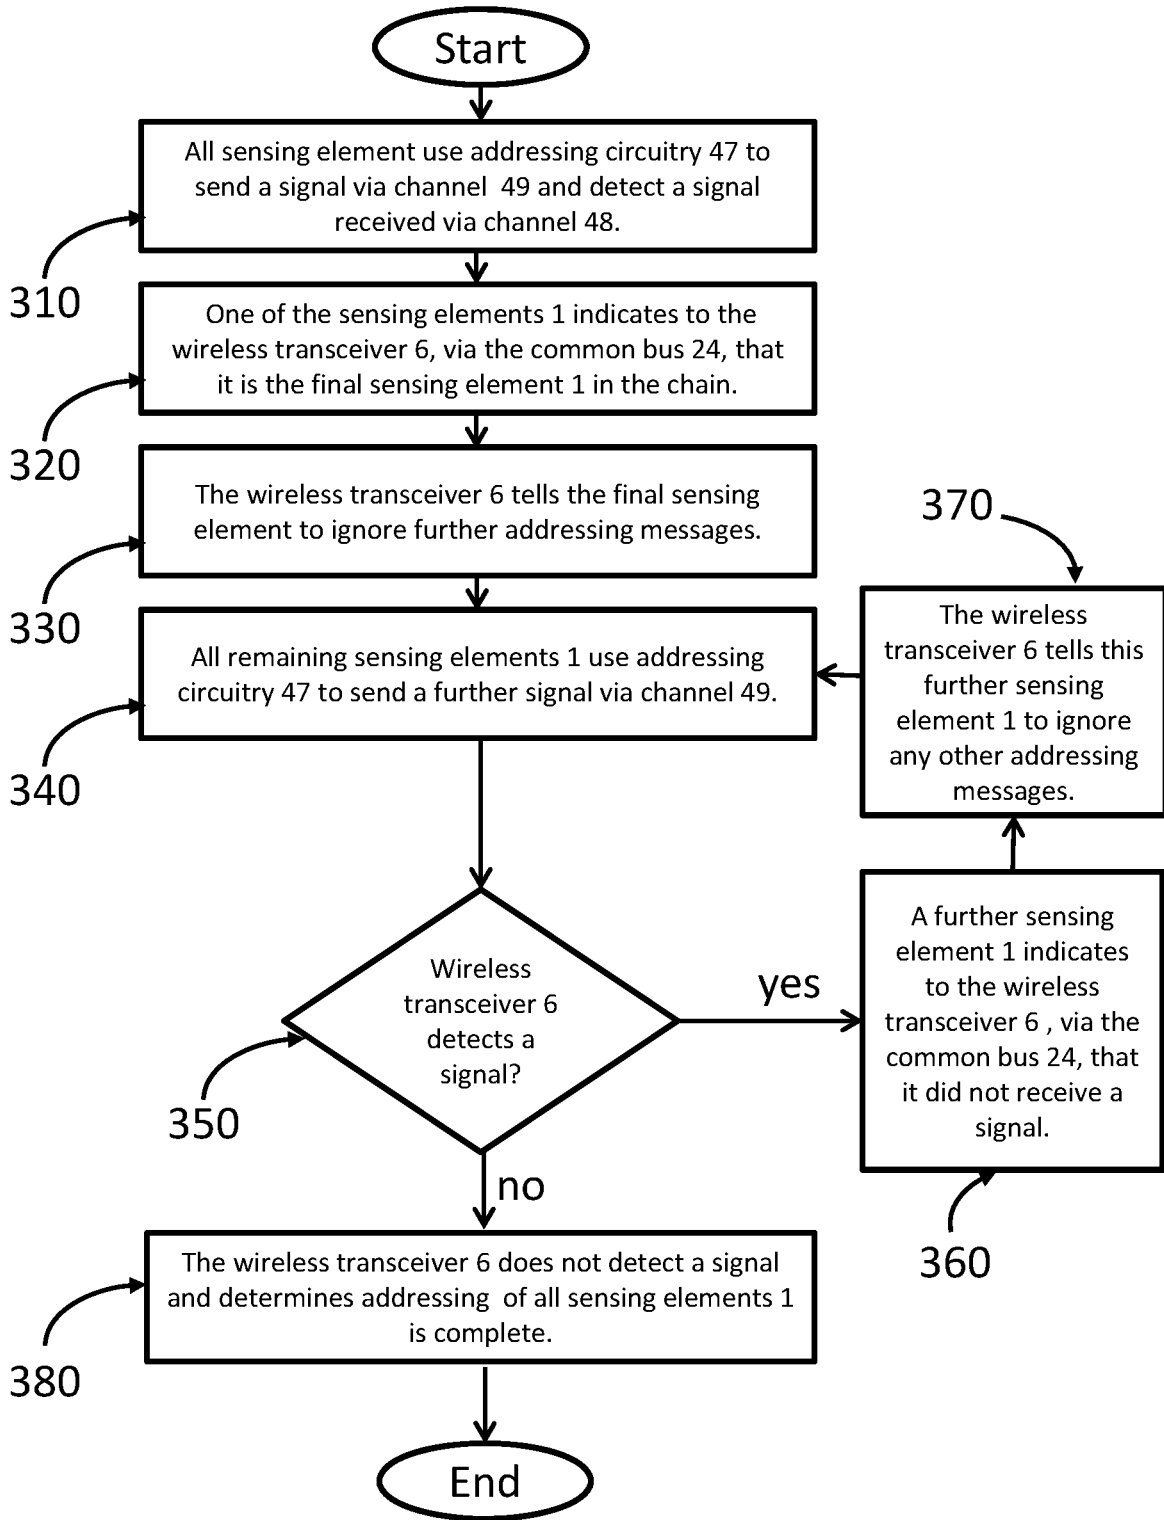 Start
All sensing element use addressing circuitry 47 to
send a signal via channel 49 and detect a signal
received via channel 48.
310
One of the sensing elements 1 indicates to the
wireless transceiver 6, via the common bus 24, that
it is the final sensing element 1 in the chain.
320
The wireless transceiver 6 tells the final sensing
element to ignore further addressing messages.
330
All remaining sensing elements 1 use addressing
circuitry 47 to send a further signal via channel 49.
340
370
The wireless
transceiver 6 tells this
further sensing
element 1 to ignore
any other addressing
messages.
Wireless
transceiver 6
detects a
signal?
350
yes
A further sensing
element 1 indicates
to the wireless
transceiver 6 , via the
common bus 24, that
it did not receive a
signal.
360
no
The wireless transceiver 6 does not detect a signal
and determines addressing of all sensing elements 1
is complete.
380
End